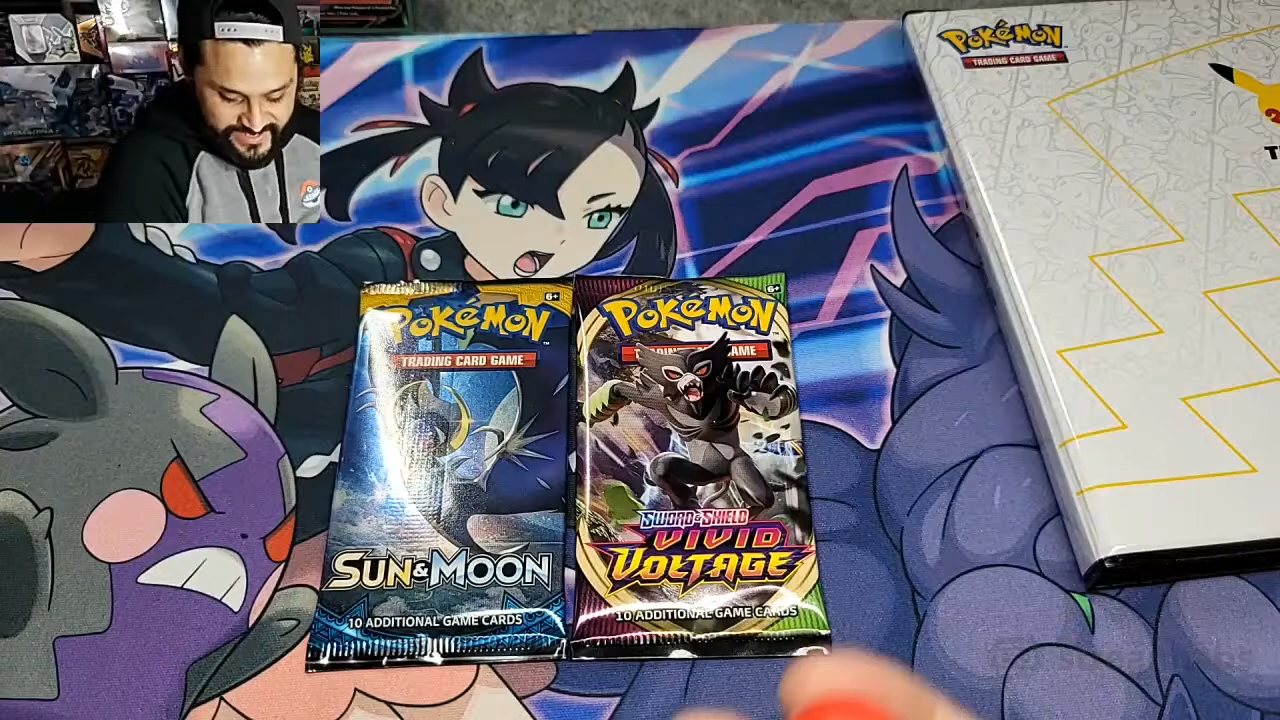 POKÉMON
TRADING CARD GAME
6+
POKÉMON
TRADING CARD GAME
SUN & MOON
10 ADDITIONAL GAME CARDS
6+
POKÉMON
GAME
SWORD & SHIELD
VIVID
VOLTAGE
10 ADDITIONAL GAME CARDS